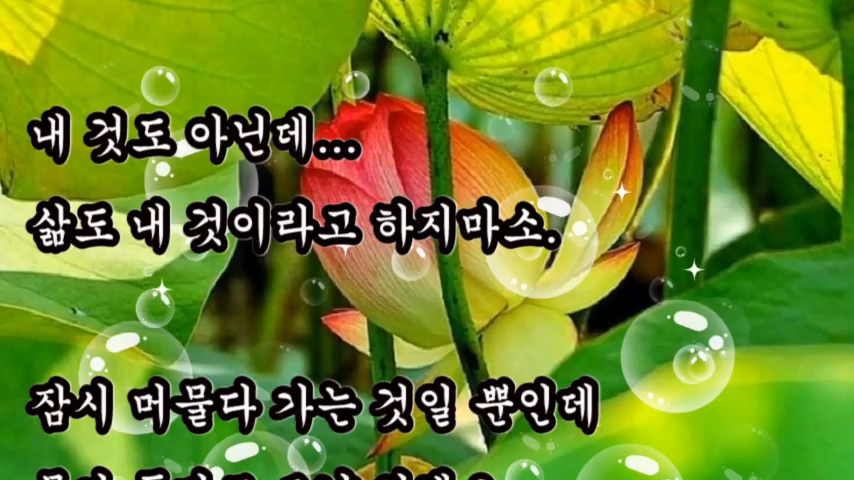 내 것도 아닌데...
삶도 내 것이라고 하지마소.
잠시 머물다 가는 것일 뿐인데